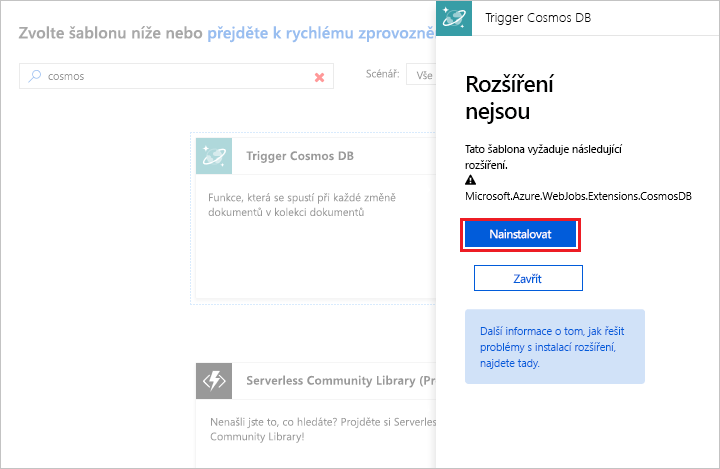 Trigger Cosmos DB
Zvolte šablonu níže nebo přejděte k rychlému zprovozně
cosmos
Scénář:
Vše
Trigger Cosmos DB
Funkce, která se spustí při každé změně
dokumentů v kolekci dokumentů
Serverless Community Library (Pr
Nenašli jste to, co hledáte? Projděte si Serverless
Community Library!
Rozšíření
nejsou
Tato šablona vyžaduje následující
rozšíření.
Microsoft.Azure.WebJobs.Extensions.CosmosDB
Nainstalovat
Zavřít
Další informace o tom, jak řešit
problémy s instalací rozšíření,
najdete tady.